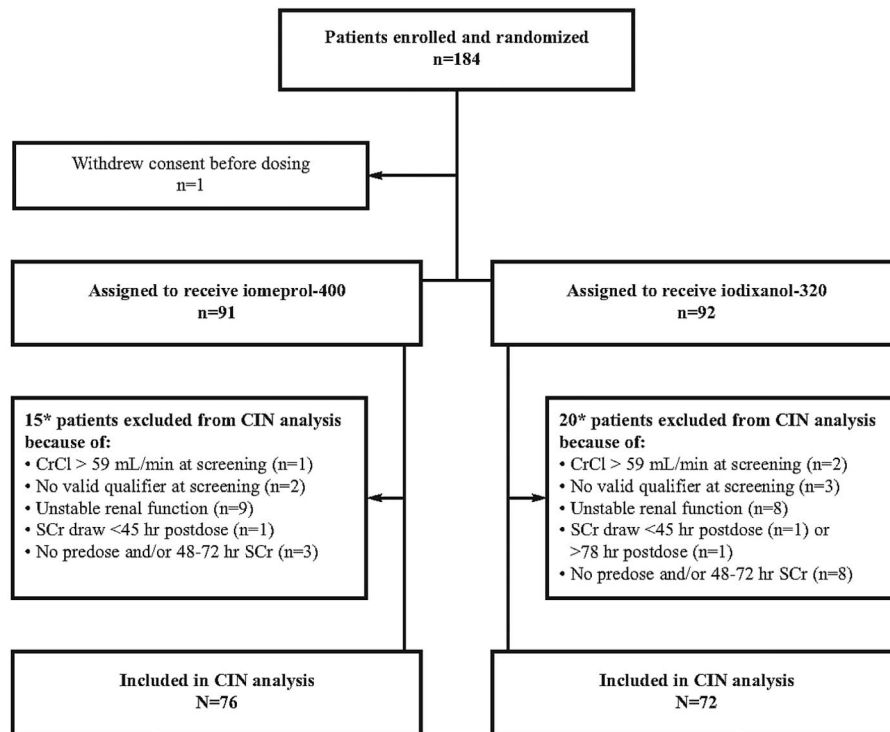 Patients enrolled and randomized
n=184
Withdrew consent before dosing
n=1
Assigned to receive iomeprol-400
n=91
Assigned to receive iodixanol-320
n=92
15* patients excluded from CIN analysis
because of:
• CrCl > 59 mL/min at screening (n=1)
• No valid qualifier at screening (n=2)
• Unstable renal function (n=9)
• SCr draw <45 hr postdose (n=1)
• No predose and/or 48-72 hr SCr (n=3)
20* patients excluded from CIN analysis
because of:
• CrCl > 59 mL/min at screening (n=2)
• No valid qualifier at screening (n=3)
• Unstable renal function (n=8)
• SCr draw <45 hr postdose (n=1) or
>78 hr postdose (n=1)
• No predose and/or 48-72 hr SCr (n=8)
Included in CIN analysis
N=76
Included in CIN analysis
N=72